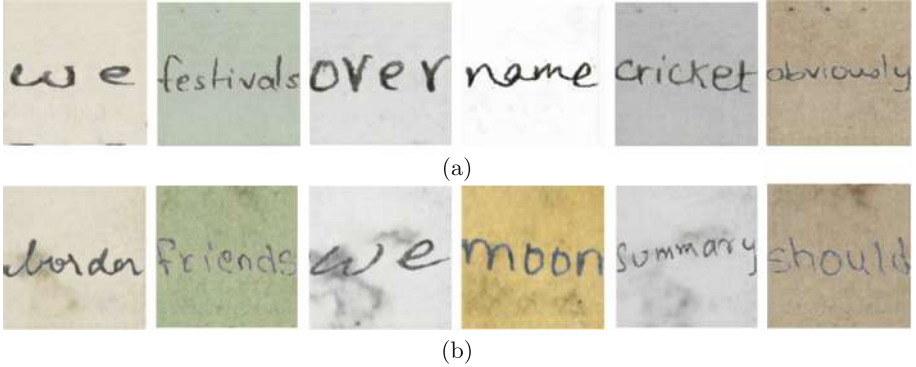 we festivals over name cricket obviously
(a)
border friends we moon summary should
(b)